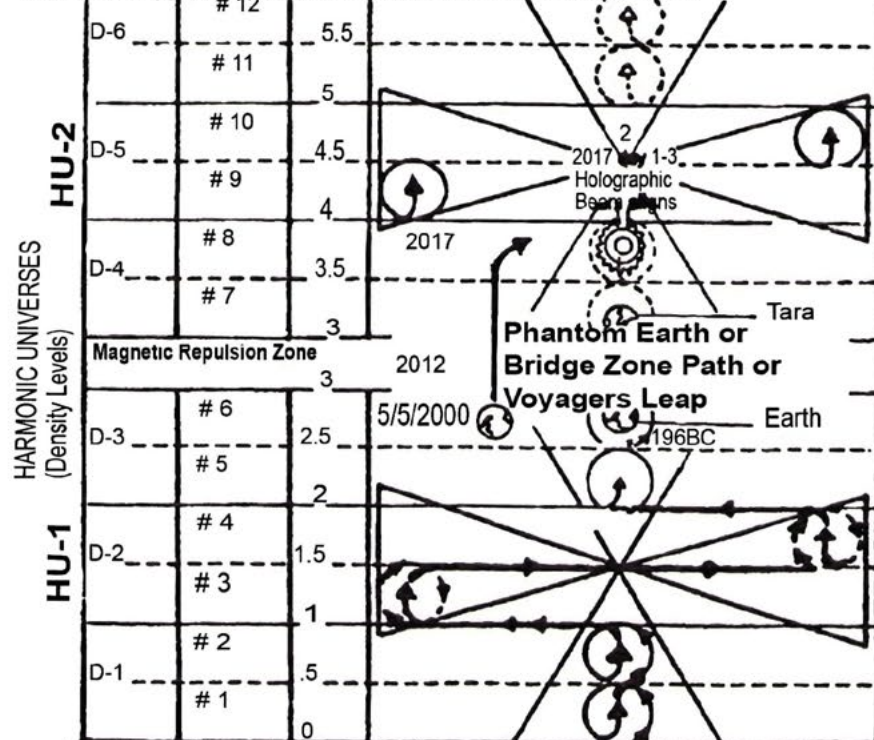 # 12
D-6
5.5
# 11
5
# 10
2
D-5
4.5
2017
1-3
# 9
Holographic
Beam aligns
HU-2
4
# 8
2017
D-4
3.5
# 7
Tara
3
Phantom Earth or
Magnetic Repulsion Zone
Bridge Zone Path or
2012
3
Voyagers Leap
# 6
5/5/2000
Earth
196BC
D-3
2.5
# 5
HARMONIC UNIVERSES
(Density Levels)
2
# 4
D-2
1.5
HU-1
# 3
1
# 2
D-1
.5
# 1
0